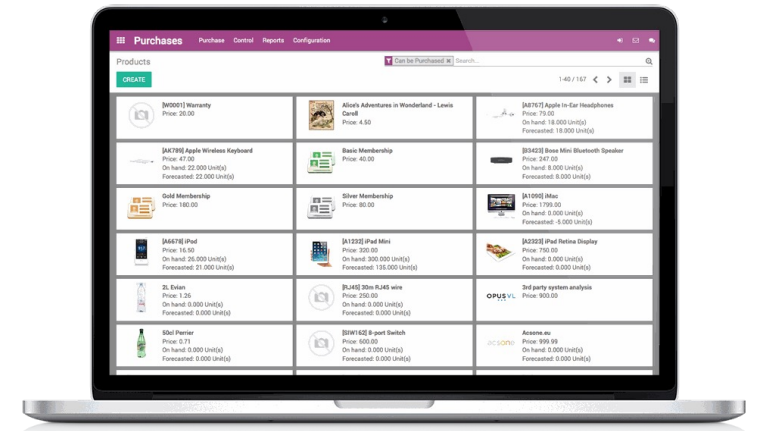 Purchases
Purchase Control Reports Configuration
Products
Can be Purchased × Search...
CREATE
1-40 / 167
[W0001] Warranty
Price: 20.00
Alice's Adventures in Wonderland - Lewis
Carell
Price: 4.50
[A8767] Apple In-Ear Headphones
Price: 79.00
On hand: 18.000 Unit(s)
Forecasted: 18.000 Unit(s)
[AK789] Apple Wireless Keyboard
Price: 47.00
On hand: 22.000 Unit(s)
Forecasted: 22.000 Unit(s)
Basic Membership
Price: 40.00
[B3423] Bose Mini Bluetooth Speaker
Price: 247.00
On hand: 8.000 Unit(s)
Forecasted: 8.000 Unit(s)
Gold Membership
Price: 180.00
Silver Membership
Price: 80.00
[A1090] iMac
Price: 1799.00
On hand: 0.000 Unit(s)
Forecasted: -5.000 Unit(s)
[A6678] iPod
Price: 16.50
On hand: 26.000 Unit(s)
Forecasted: 21.000 Unit(s)
[A1232] iPad Mini
Price: 320.00
On hand: 300.000 Unit(s)
Forecasted: 135.000 Unit(s)
[A2323] iPad Retina Display
Price: 750.00
On hand: 0.000 Unit(s)
Forecasted: 0.000 Unit(s)
2L Evian
Price: 1.26
On hand: 0.000 Unit(s)
Forecasted: 0.000 Unit(s)
[RJ45] 30m RJ45 wire
Price: 250.00
On hand: 0.000 Unit(s)
Forecasted: 0.000 Unit(s)
OPUS VL
3rd party system analysis
Price: 900.00
50cl Perrier
Price: 0.71
On hand: 0.000 Unit(s)
Forecasted: 0.000 Unit(s)
[SIW162] 8-port Switch
Price: 600.00
On hand: 0.000 Unit(s)
Forecasted: 0.000 Unit(s)
acsone
Acsone.eu
Price: 999.99
On hand: 0.000 Unit(s)
Forecasted: 0.000 Unit(s)